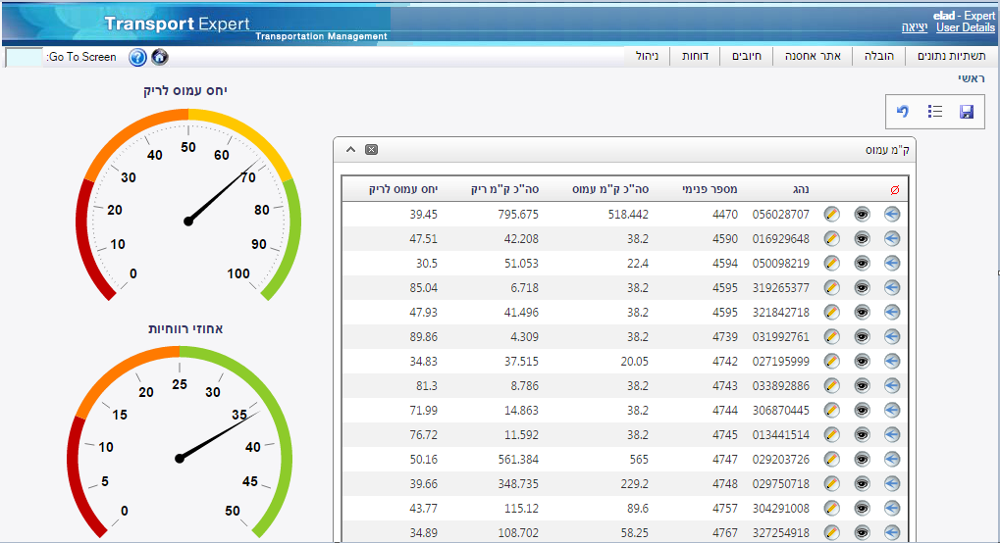 Transport Expert
Transportation Management
elad - Expert
יציאה User Details
תשתיות נתונים | הובלה | אתר אחסנה | חיובים | דוחות | ניהול
Go To Screen:
ראשי
יחס עמוס לריק
0 10 20 30 40 50 60 70 80 90 100
אחוזי רווחיות
0 5 10 15 20 25 30 35 40 45 50
ק"מ עמוס
נהג מספר פנימי סה"כ ק"מ עמוס סה"כ ק"מ ריק יחס עמוס לריק
056028707 4470 518.442 795.675 39.45
016929648 4590 38.2 42.208 47.51
050098219 4594 22.4 51.053 30.5
319265377 4595 38.2 6.718 85.04
321842718 4595 38.2 41.496 47.93
031992761 4739 38.2 4.309 89.86
027195999 4742 20.05 37.515 34.83
033892886 4743 38.2 8.786 81.3
306870445 4744 38.2 14.863 71.99
013441514 4745 38.2 11.592 76.72
029203726 4747 565 561.384 50.16
029750718 4748 229.2 348.735 39.66
304291008 4757 89.6 115.12 43.77
327254918 4767 58.25 108.702 34.89